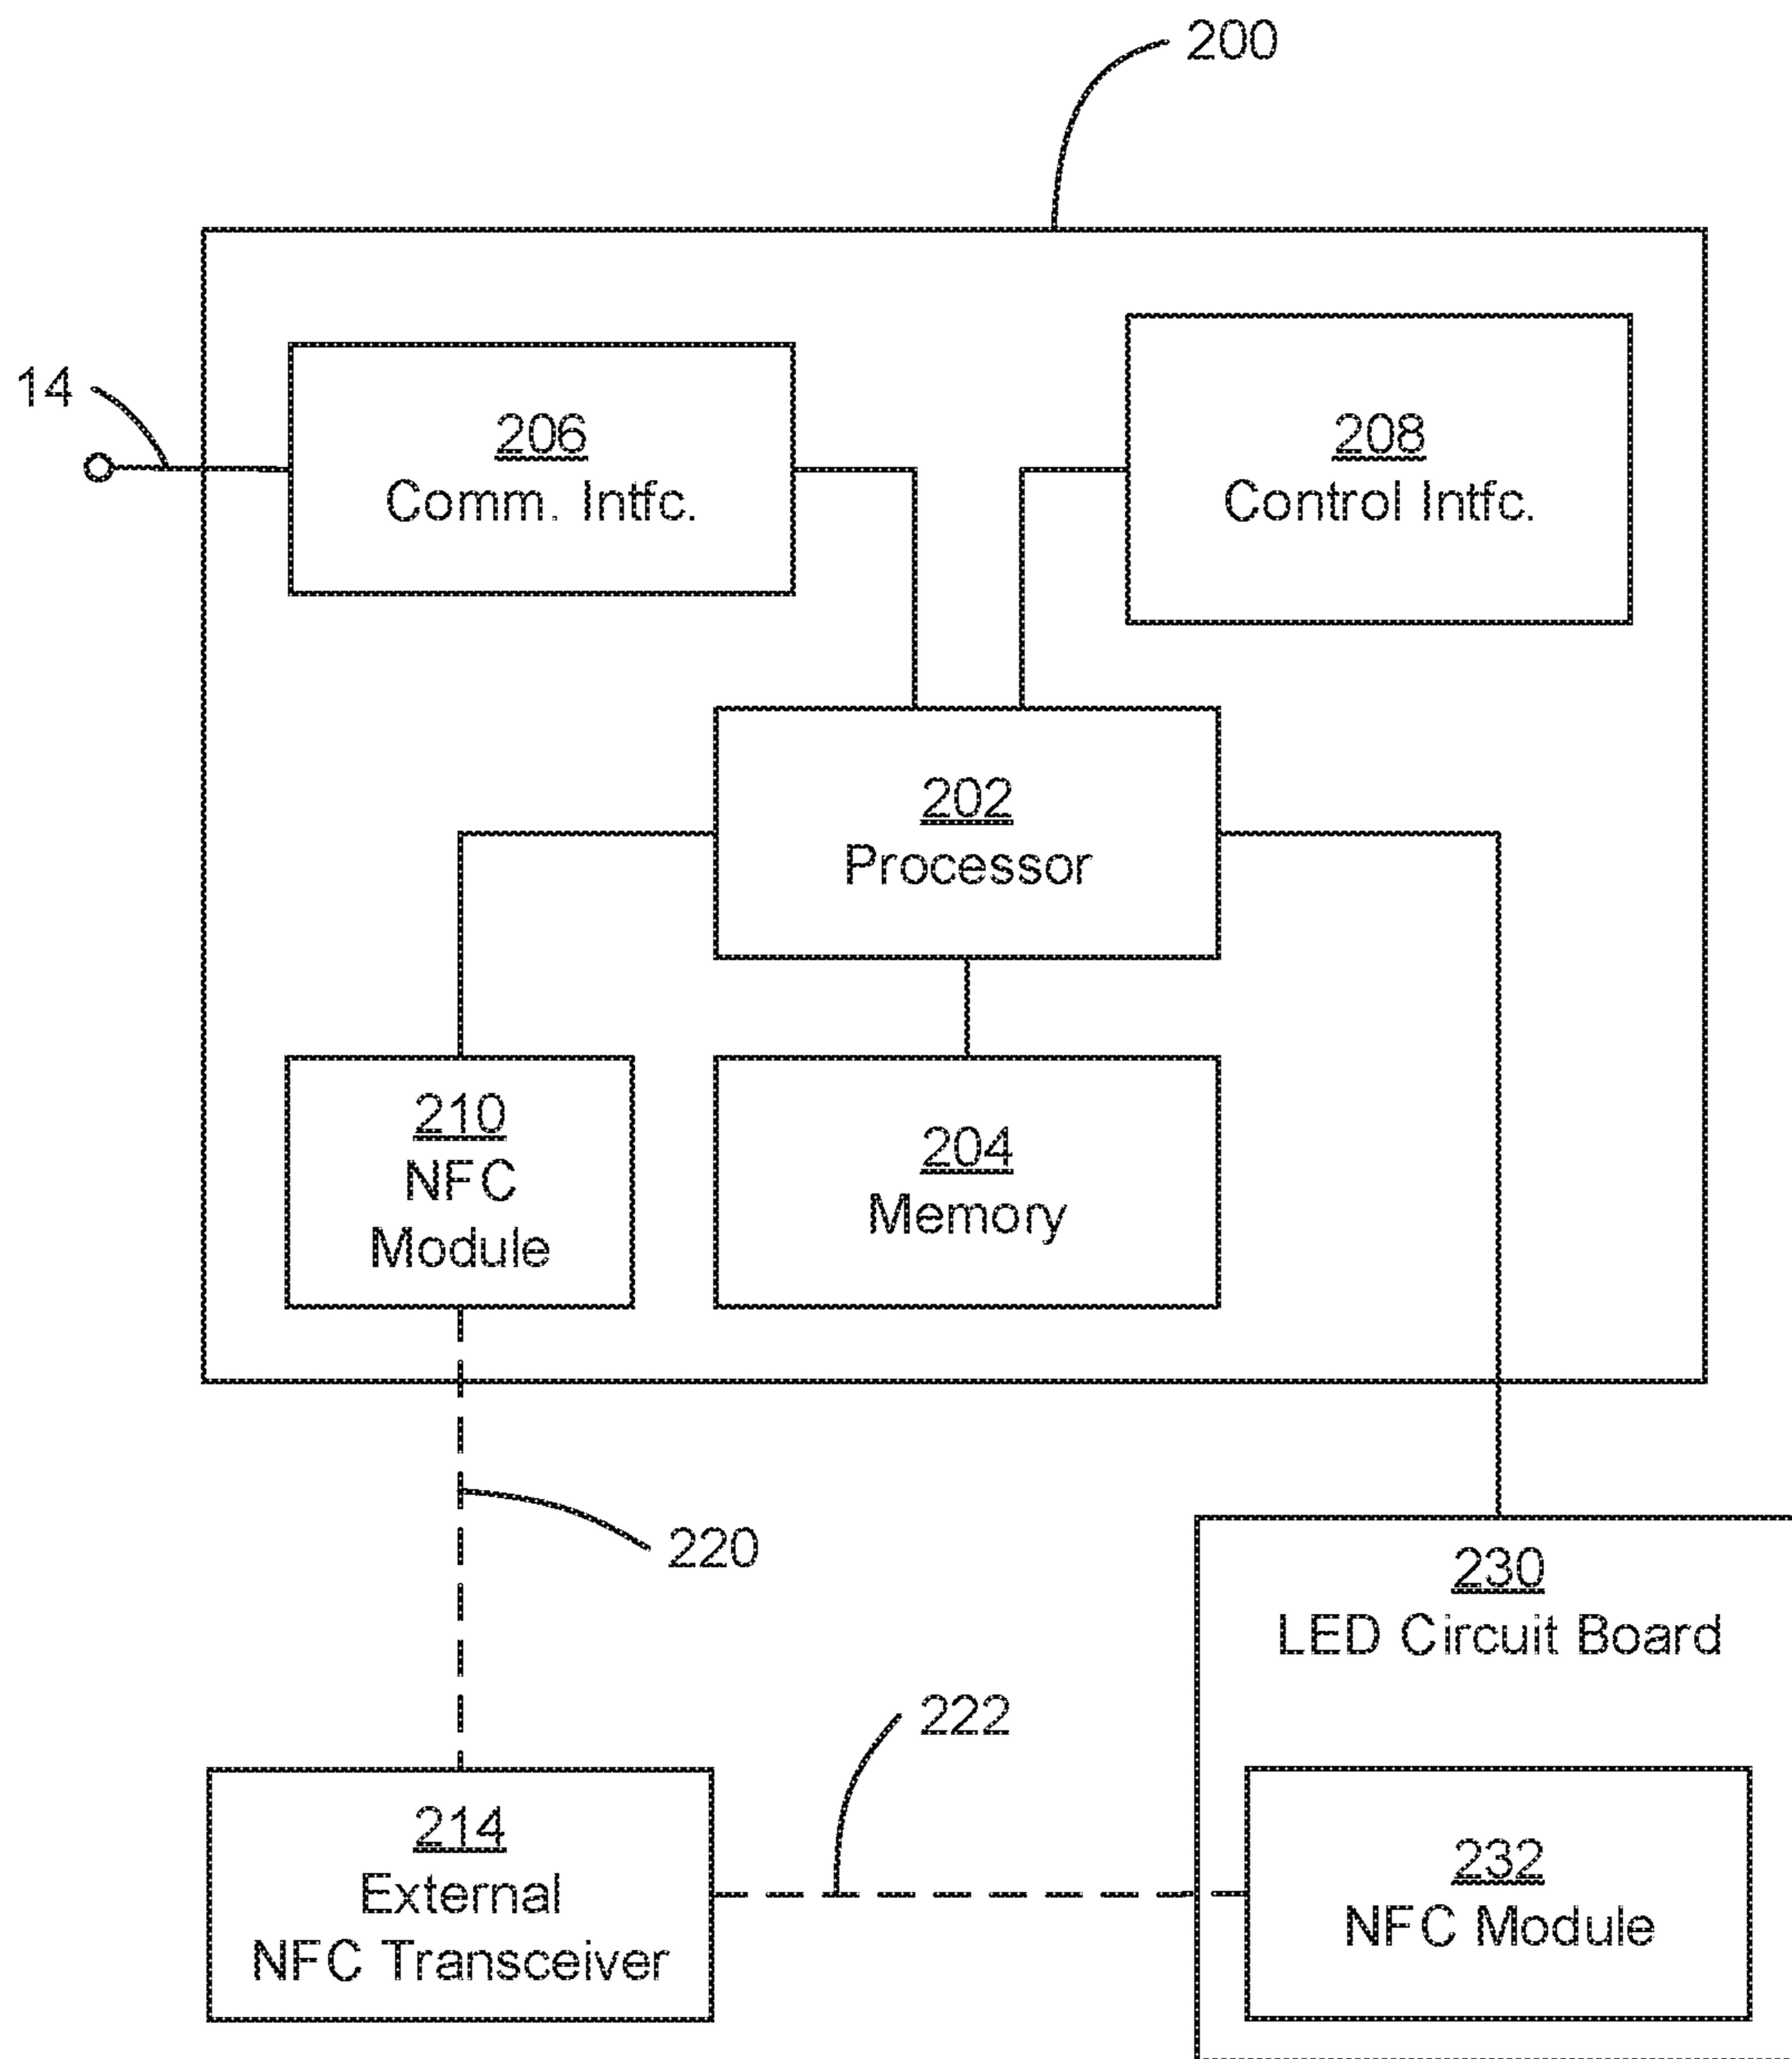 200
14
206
Comm. Intfc.
208
Control Intfc.
202
Processor
210
NFC
Module
204
Memory
220
230
LED Circuit Board
222
214
External
NFC Transceiver
232
NFC Module